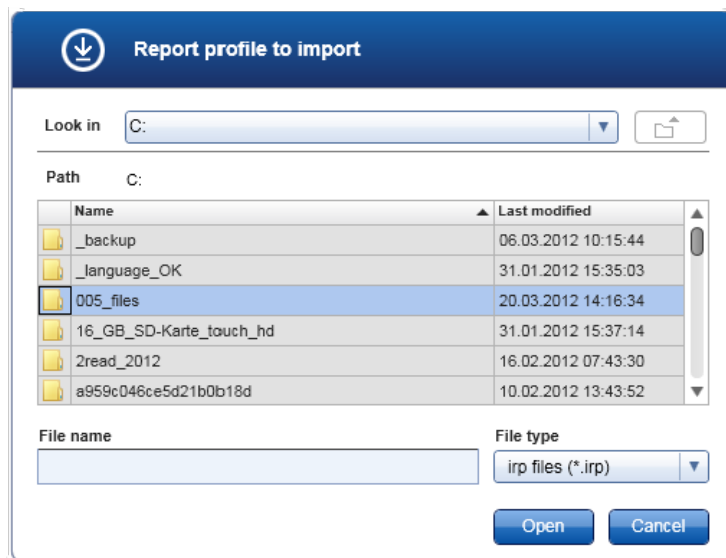 Report profile to import
Look in C:
Path C:
Name Last modified
_backup 06.03.2012 10:15:44
_language_OK 31.01.2012 15:35:03
005_files 20.03.2012 14:16:34
16_GB_SD-Karte_touch_hd 31.01.2012 15:37:14
2read_2012 16.02.2012 07:43:30
a959c046ce5d21b0b18d 10.02.2012 13:43:52
File name File type
irp files (*.irp)
Open Cancel